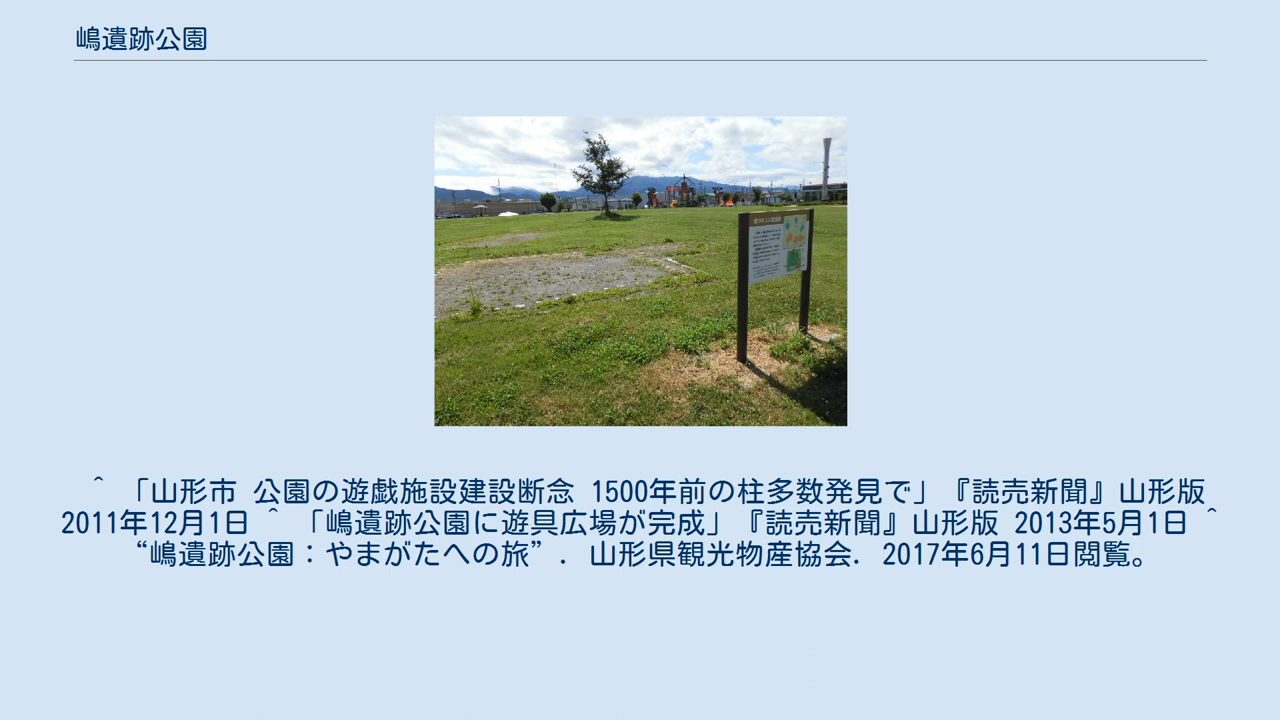 嶋遺跡公園
^ 「山形市 公園の遊戯施設建設断念 1500年前の柱多数発見で」『読売新聞』山形版
2011年12月1日 ^ 「嶋遺跡公園に遊具広場が完成」『読売新聞』山形版 2013年5月1日 ^
“嶋遺跡公園：やまがたへの旅”. 山形県観光物産協会. 2017年6月11日閲覧。